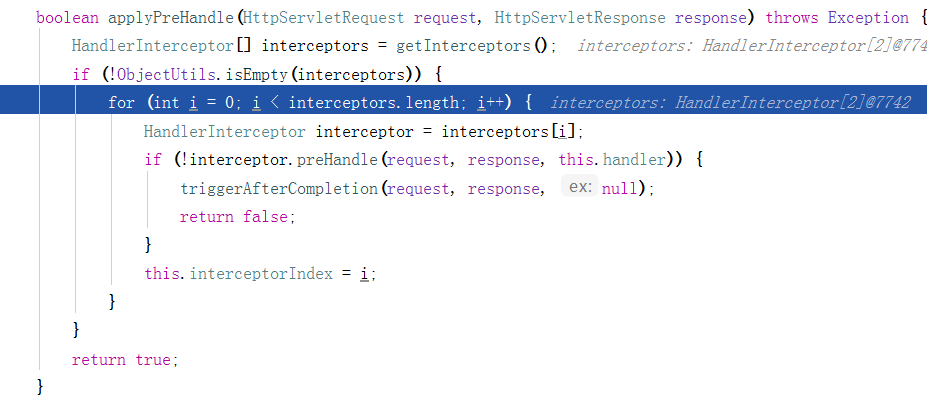 boolean applyPreHandle(HttpServletRequest request, HttpServletResponse response) throws Exception {
HandlerInterceptor[] interceptors = getInterceptors(); interceptors: HandlerInterceptor[2]@774
if (!ObjectUtils.isEmpty(interceptors)) {
for (int i = 0; i < interceptors.length; i++) { interceptors: HandlerInterceptor[2]@7742
HandlerInterceptor interceptor = interceptors[i];
if (!interceptor.preHandle(request, response, this.handler)) {
triggerAfterCompletion(request, response, ex: null);
return false;
}
this.interceptorIndex = i;
}
}
return true;
}